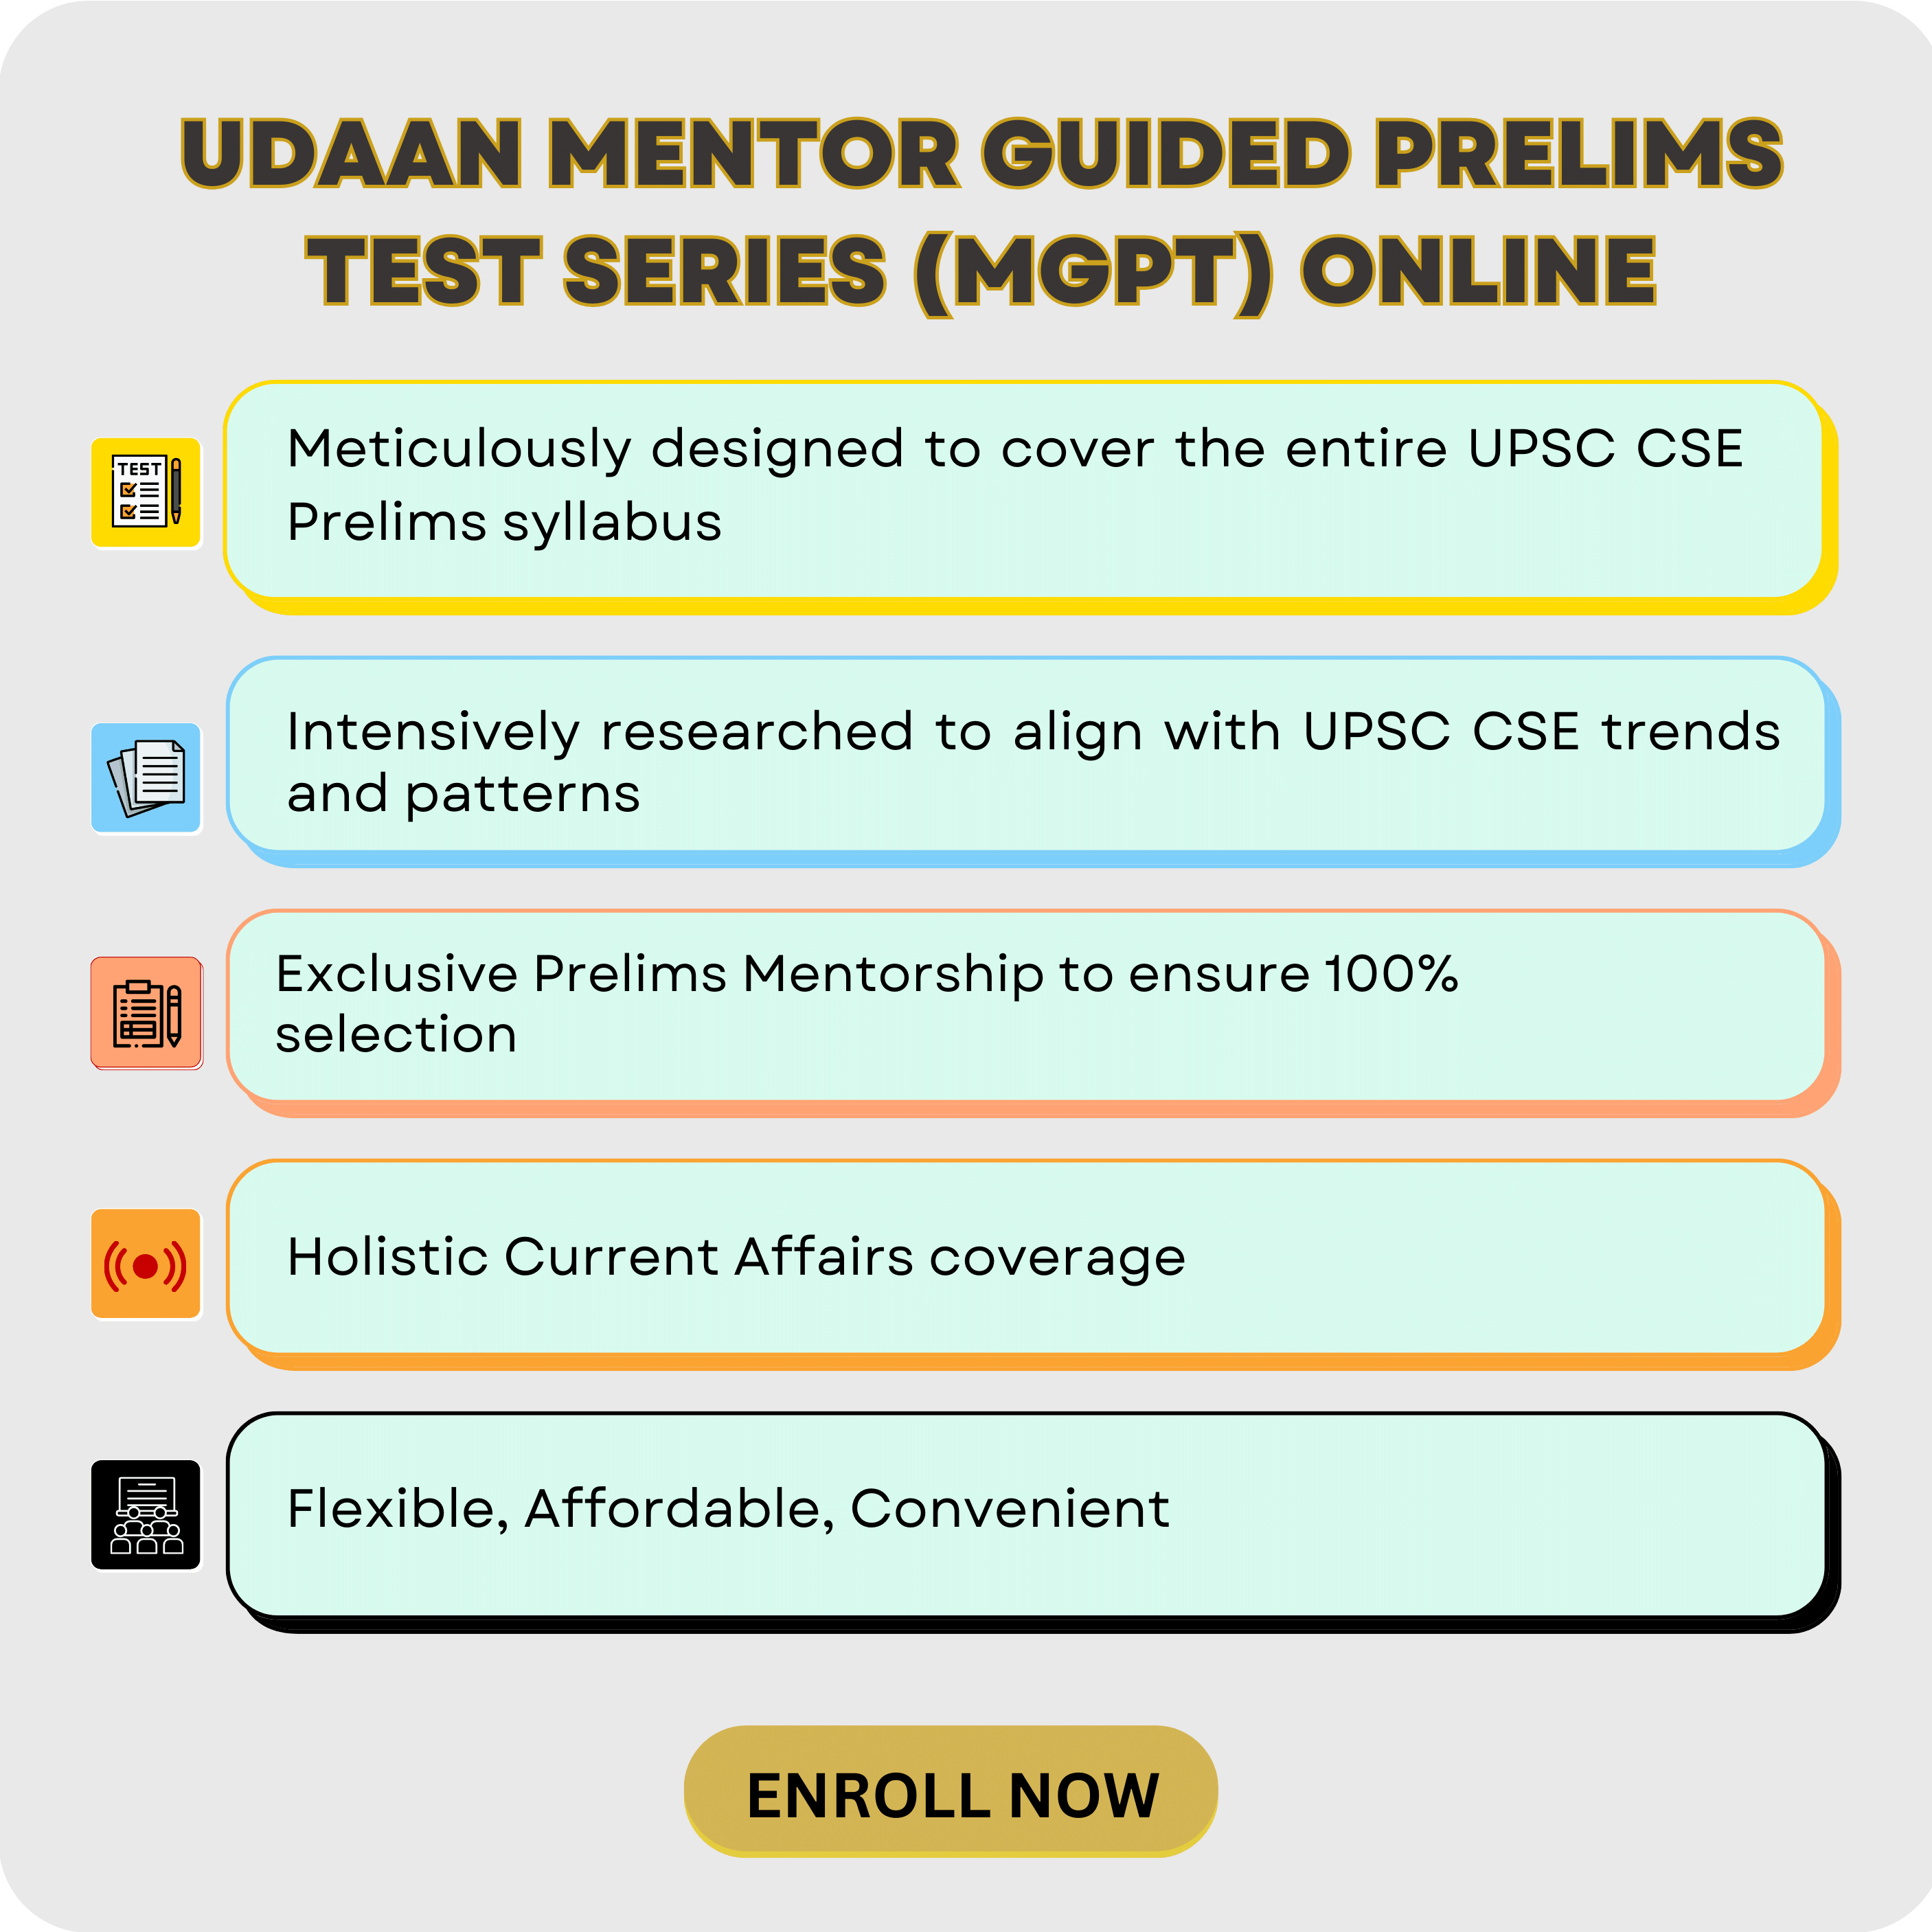 UDAAN MENTOR GUIDED PRELIMS
TEST SERIES (MGPT) ONLINE
TEST
Meticulously designed to cover the entire UPSC CSE
Prelims syllabus
Intensively researched to align with UPSC CSE trends
and patterns
Exclusive Prelims Mentorship to ensure 100%
selection
Holistic Current Affairs coverage
Flexible, Affordable, Convenient
ENROLL NOW